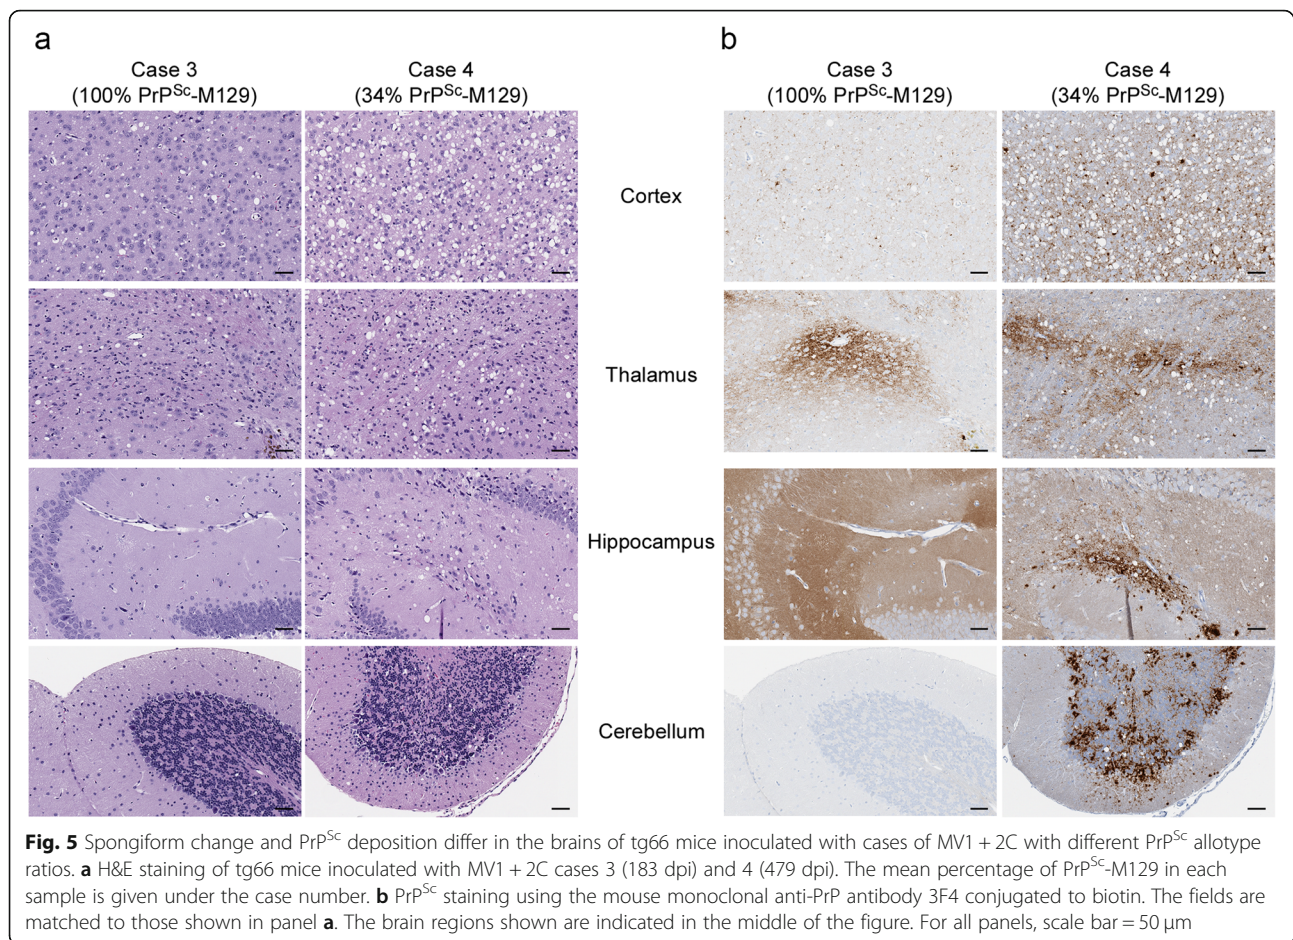 a
b
Case 3
(100% PrPSc-M129)
Case 4
(34% PrPSc-M129)
Case 3
(100% PrPSc-M129)
Case 4
(34% PrPSc-M129)
Cortex
Thalamus
Hippocampus
Cerebellum
Fig. 5 Spongiform change and PrPSc deposition differ in the brains of tg66 mice inoculated with cases of MV1 + 2C with different PrPSc allotype
ratios. a H&E staining of tg66 mice inoculated with MV1 + 2C cases 3 (183 dpi) and 4 (479 dpi). The mean percentage of PrPSc-M129 in each
sample is given under the case number. b PrPSc staining using the mouse monoclonal anti-PrP antibody 3F4 conjugated to biotin. The fields are
matched to those shown in panel a. The brain regions shown are indicated in the middle of the figure. For all panels, scale bar = 50 μm